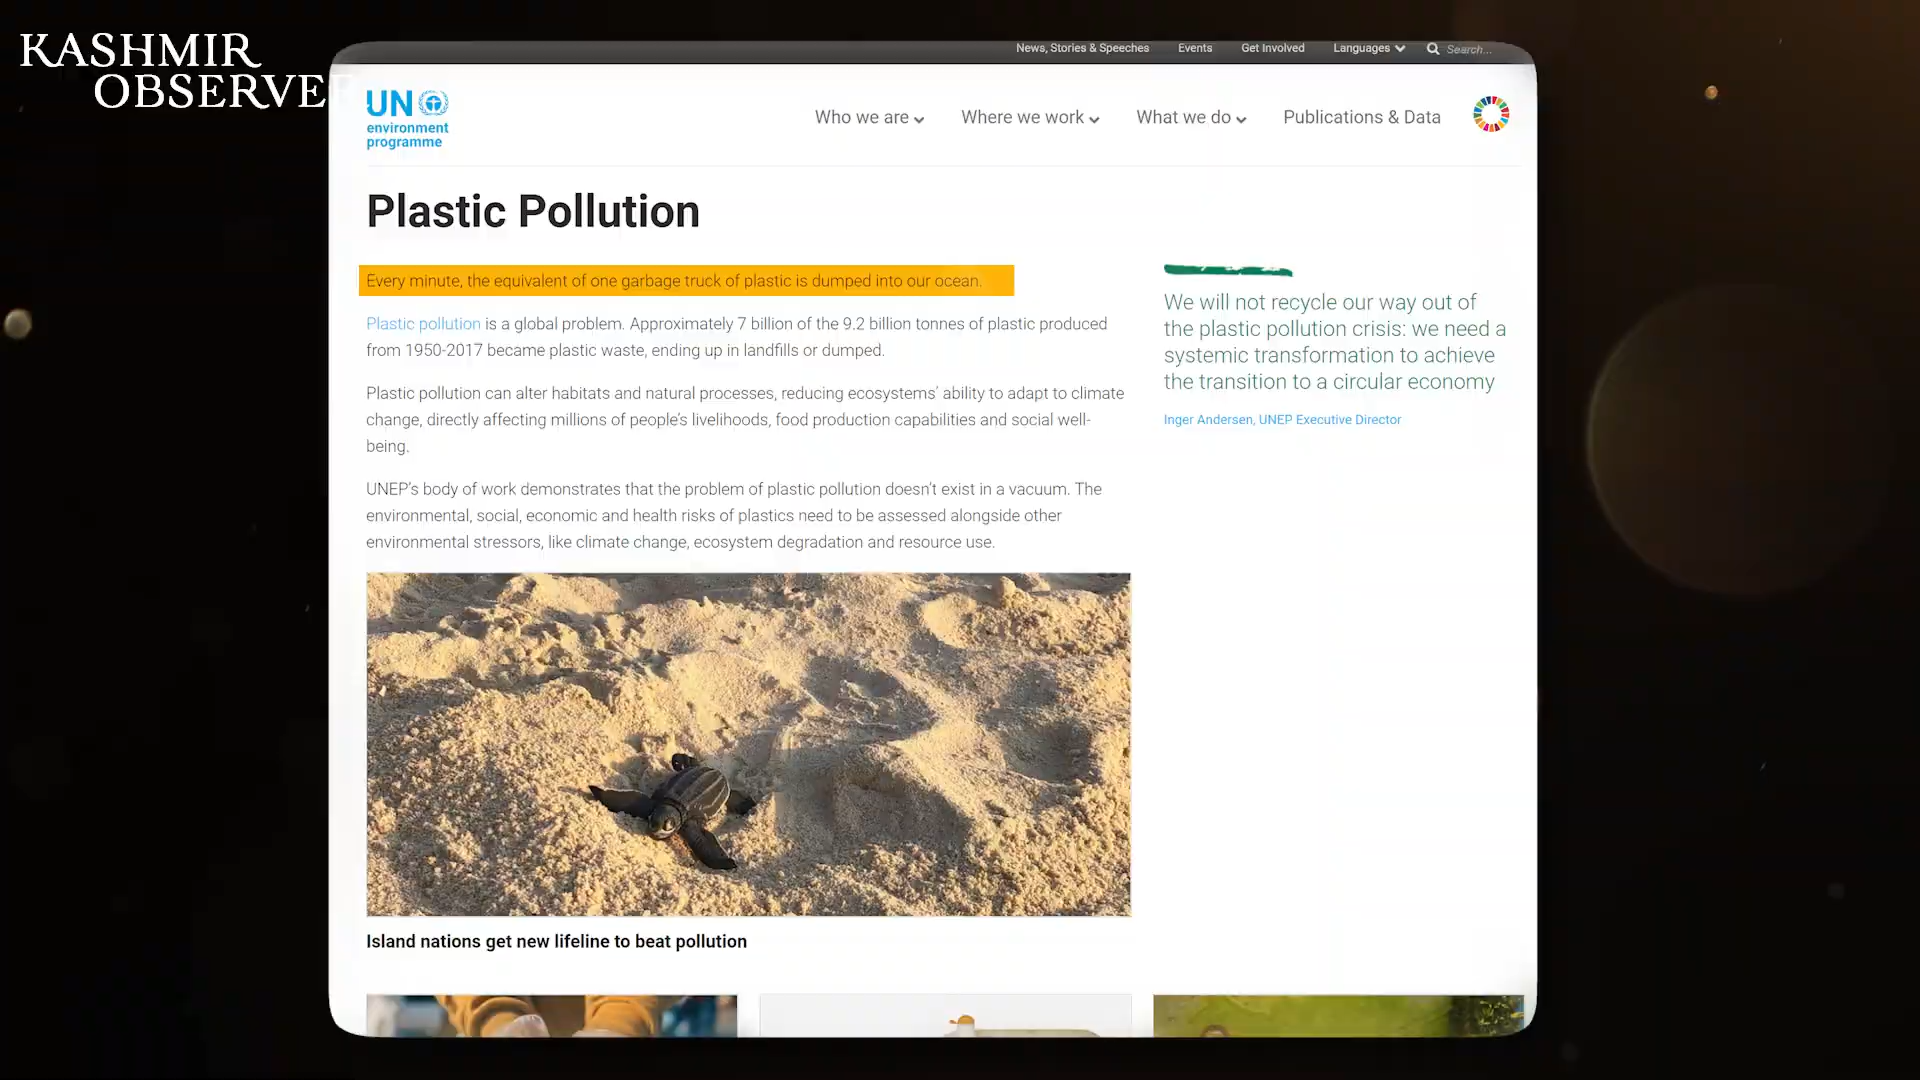 KASHMIR
OBSERVE
News, Stories & Speeches Events Get Involved Languages Search...
UN
environment
programme
Who we are Where we work What we do Publications & Data
Plastic Pollution
Every minute, the equivalent of one garbage truck of plastic is dumped into our ocean.
Plastic pollution is a global problem. Approximately 7 billion of the 9.2 billion tonnes of plastic produced
from 1950-2017 became plastic waste, ending up in landfills or dumped.
Plastic pollution can alter habitats and natural processes, reducing ecosystems’ ability to adapt to climate
change, directly affecting millions of people’s livelihoods, food production capabilities and social well-
being.
UNEP’s body of work demonstrates that the problem of plastic pollution doesn’t exist in a vacuum. The
environmental, social, economic and health risks of plastics need to be assessed alongside other
environmental stressors, like climate change, ecosystem degradation and resource use.
Island nations get new lifeline to beat pollution
We will not recycle our way out of
the plastic pollution crisis: we need a
systemic transformation to achieve
the transition to a circular economy
Inger Andersen, UNEP Executive Director